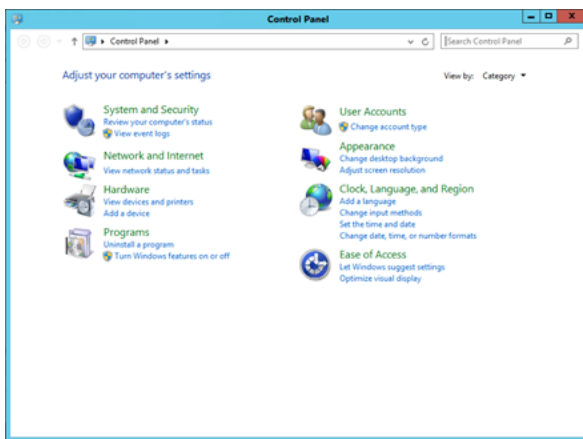 Control Panel
Control Panel
Search Control Panel
Adjust your computer's settings
View by: Category
System and Security
Review your computer's status
View event logs
Network and Internet
View network status and tasks
Hardware
View devices and printers
Add a device
Programs
Uninstall a program
Turn Windows features on or off
User Accounts
Change account type
Appearance
Change desktop background
Adjust screen resolution
Clock, Language, and Region
Add a language
Change input methods
Set the time and date
Change date, time, or number formats
Ease of Access
Let Windows suggest settings
Optimize visual display